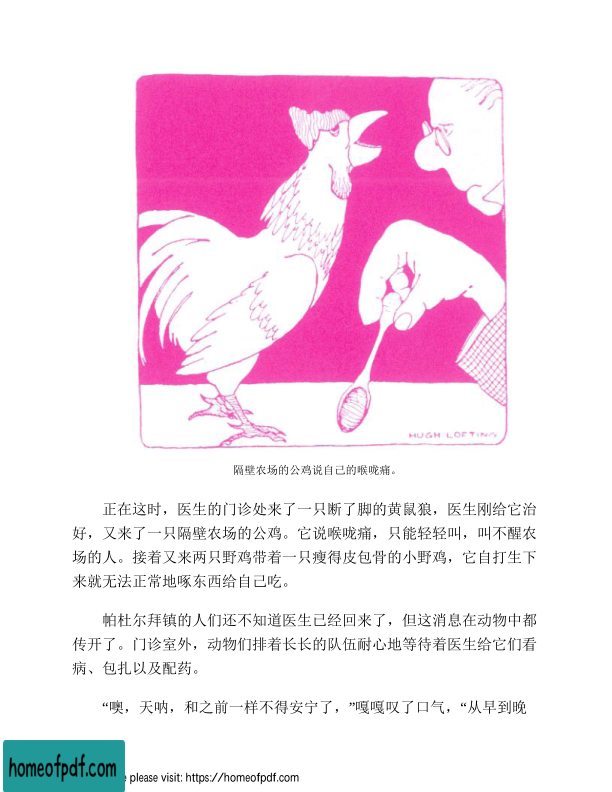 HUGH LOFTING
隔壁农场的公鸡说自己的喉咙痛。
正在这时，医生的门诊处来了一只断了脚的黄鼠狼，医生刚给它治
好，又来了一只隔壁农场的公鸡。它说喉咙痛，只能轻轻叫，叫不醒农
场的人。接着又来两只野鸡带着一只瘦得皮包骨的小野鸡，它自打生下
来就无法正常地啄东西给自己吃。
帕杜尔拜镇的人们还不知道医生已经回来了，但这消息在动物中都
传开了。门诊室外，动物们排着长长的队伍耐心地等待着医生给它们看
病、包扎以及配药。
“噢，天呐，和之前一样不得安宁了，”嘎嘎叹了口气，“从早到晚
homeofpdf.com
e please visit: https://homeofpdf.com